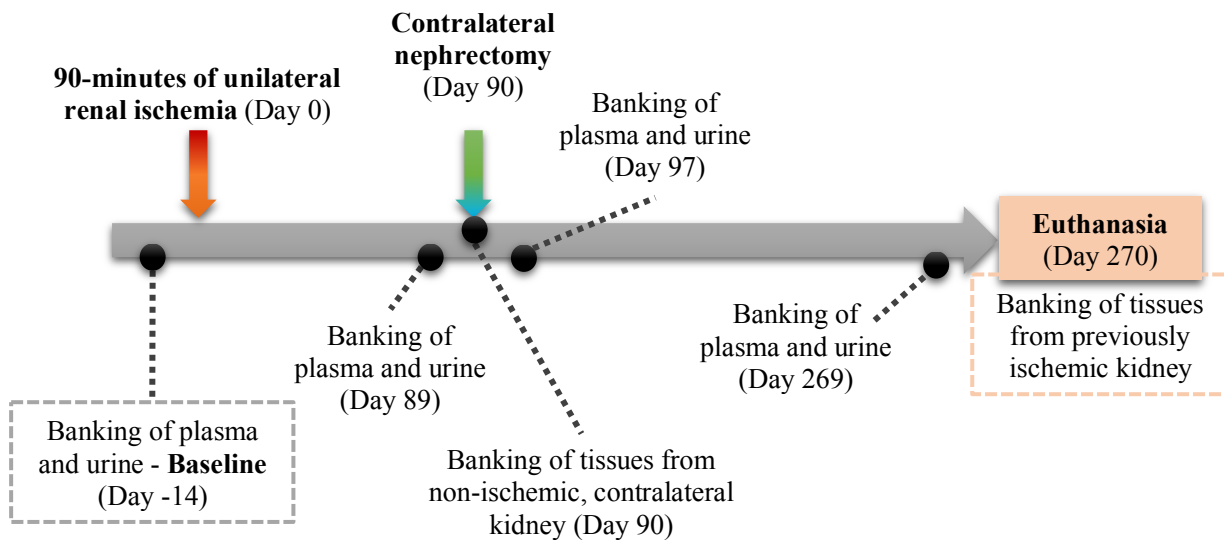 90-minutes of unilateral
renal ischemia (Day 0)
Contralateral
nephrectomy
(Day 90)
Banking of
plasma and urine
(Day 97)
Euthanasia
(Day 270)
Banking of tissues
from previously
ischemic kidney
Banking of
plasma and urine
(Day 89)
Banking of
plasma and urine
(Day 269)
Banking of plasma
and urine - Baseline
(Day -14)
Banking of tissues from
non-ischemic, contralateral
kidney (Day 90)